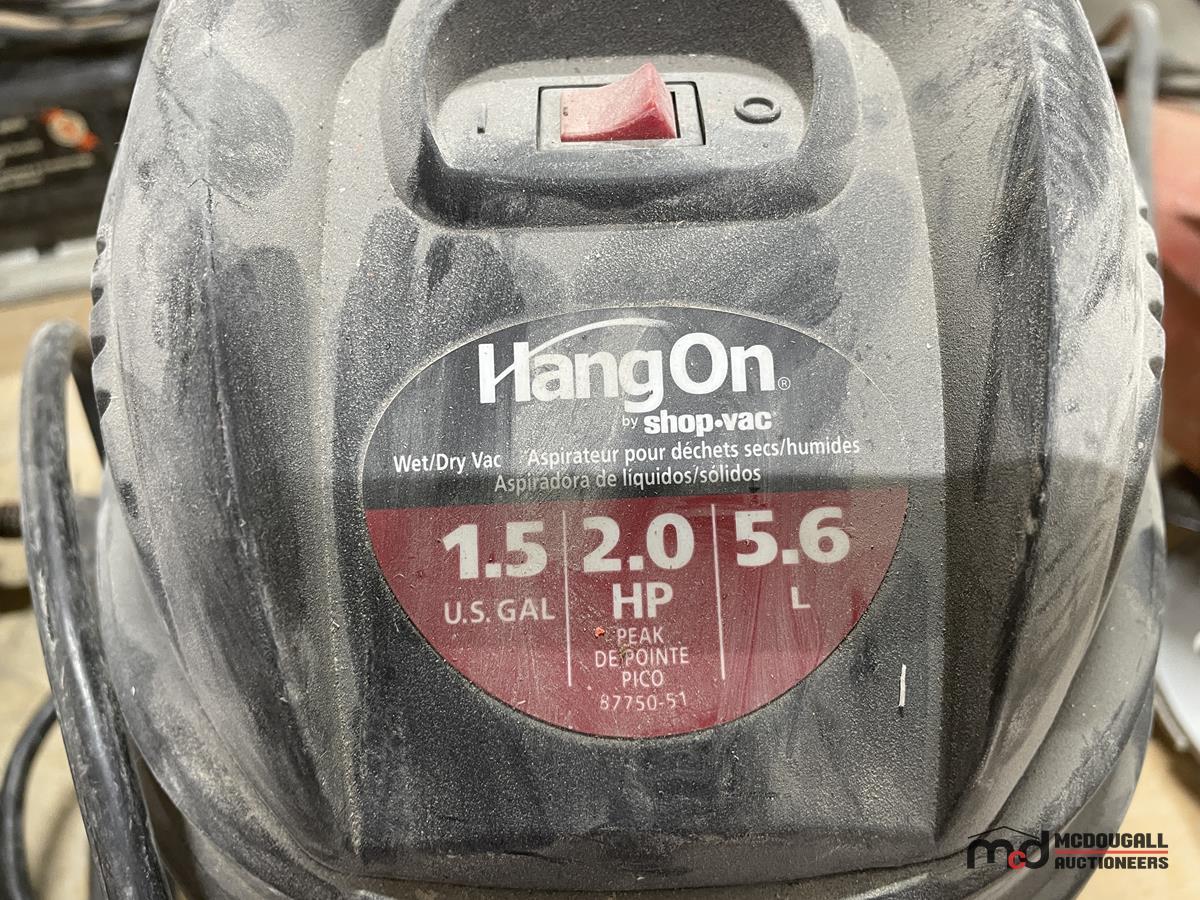 I O
HangOn®
by shop·vac®
Wet/Dry Vac Aspirateur pour déchets secs/humides
Aspiradora de líquidos/sólidos
1.5 2.0 5.6
U.S. GAL HP L
PEAK
DE POINTE
PICO
87750-51
mcd MCDOUGALL
AUCTIONEERS